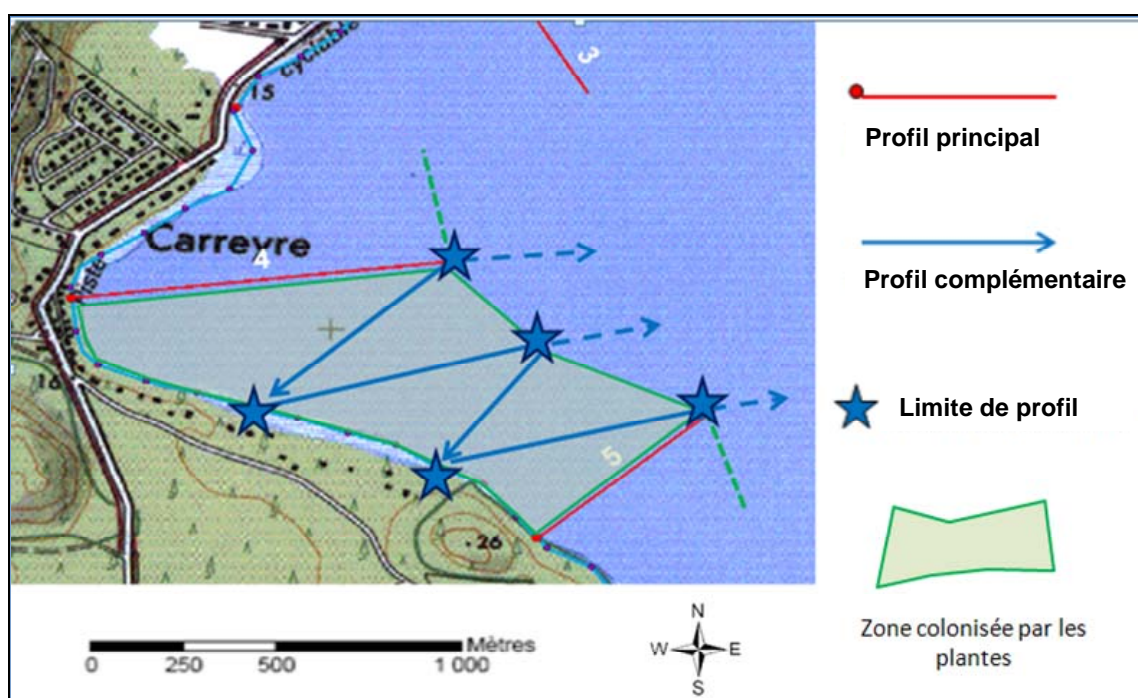 3
cyclable
15
Carreyre
4
Piste
16
5
26
Profil principal
Profil complémentaire
Limite de profil
Zone colonisée par les
plantes
Mètres
0 250 500 1 000
N
W E
S